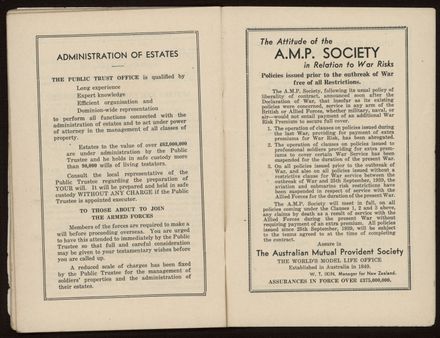 ADMINISTRATION OF ESTATES
THE PUBLIC TRUST OFFICE is qualified by
Long experience
Expert knowledge
Efficient organisation and
Dominion-wide representation
to perform all functions connected with the
administration of estates and to act under power
of attorney in the management of all classes of
property.
Estates to the value of over £62,000,000
are under administration by the Public
Trustee and he holds in safe custody more
than 90,000 wills of living testators.
Consult the local representative of the
Public Trustee regarding the preparation of
YOUR will. It will be prepared and held in safe
custody WITHOUT ANY CHARGE if the Public
Trustee is appointed executor.
TO THOSE ABOUT TO JOIN
THE ARMED FORCES
Members of the forces are required to make a
will before proceeding overseas. You are urged
to have this attended to immediately by the Public
Trustee so that full and careful consideration
may be given to your testamentary wishes before
you are called up.
A reduced scale of charges has been fixed
by the Public Trustee for the management of
soldiers' properties and the administration of
their estates.
The Attitude of the
A.M.P. SOCIETY
in Relation to War Risks
Policies issued prior to the outbreak of War
free of all Restrictions.
The A.M.P. Society, following its usual policy of
liberality of contract, announced soon after the
Declaration of War, that insofar as its existing
policies were concerned, service in any arm of the
British or Allied Forces, whether military, naval, or
air—would not entail payment of an additional War
Risk Premium to secure full cover.
1. The operation of clauses on policies issued during
the last War, providing for payment of extra
premiums for War Risk, has been abrogated.
2. The operation of clauses on policies issued to
professional soldiers providing for extra prem-
iums to cover certain War Service has been
suspended for the duration of the present War.
3. On all policies issued prior to the outbreak of
War, and also on all policies issued without a
restrictive clause for War service between the
outbreak of War and 25th September, 1939, the
aviation and submarine risk restrictions have
been suspended in respect of service with the
Allied Forces for the duration of the present War.
The A.M.P. Society will meet in full, on all
policies coming under the Clauses 1, 2 and 3 above,
any claims by death as a result of service with the
Allied Forces during the present War without
requiring payment of an extra premium. All policies
issued since 25th September, 1939, will be subject
to the terms agreed to at the time of completing
the contract.
Assure in
The Australian Mutual Provident Society
THE WORLD'S MODEL LIFE OFFICE
Established in Australia in 1849.
W. T. IKIN, Manager for New Zealand.
ASSURANCES IN FORCE OVER £275,000,000.